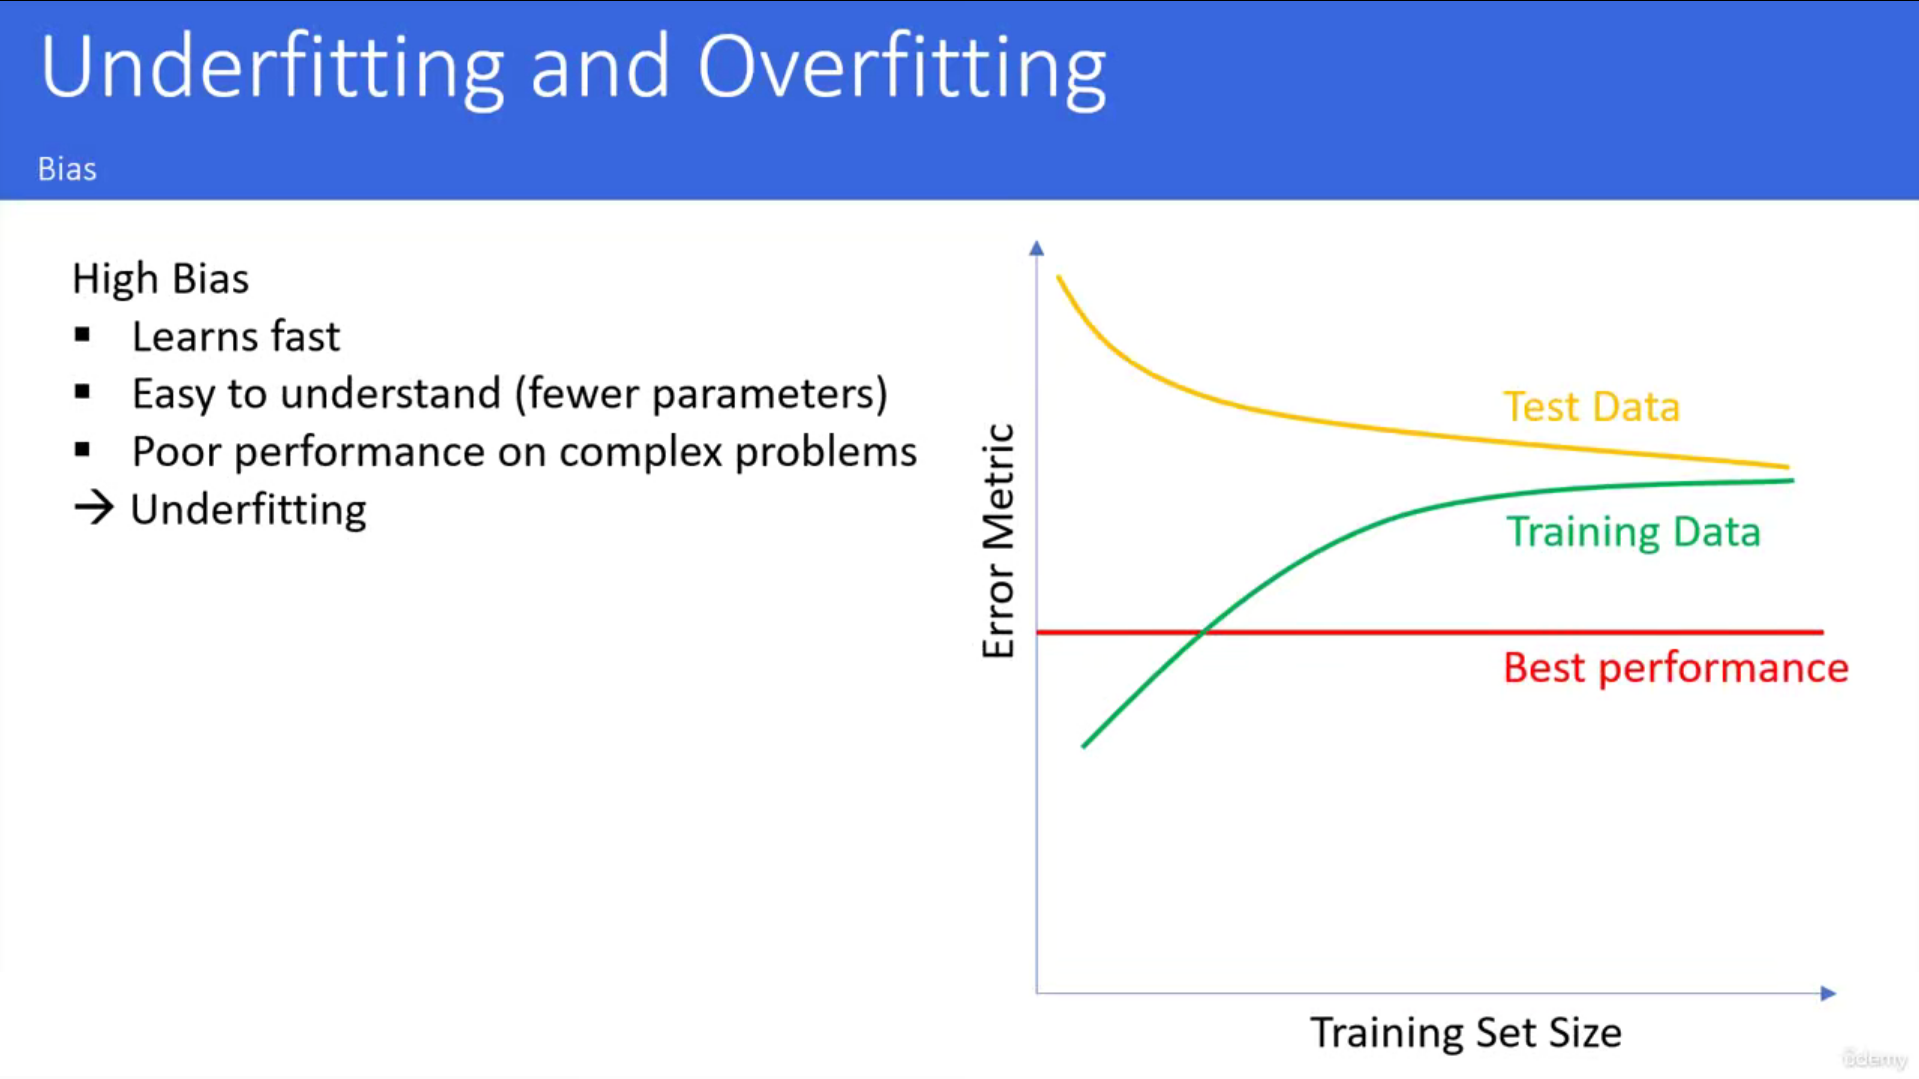 Underfitting and Overfitting
Bias
High Bias
▪ Learns fast
▪ Easy to understand (fewer parameters)
▪ Poor performance on complex problems
→ Underfitting
Error Metric
Test Data
Training Data
Best performance
Training Set Size
ûdemy